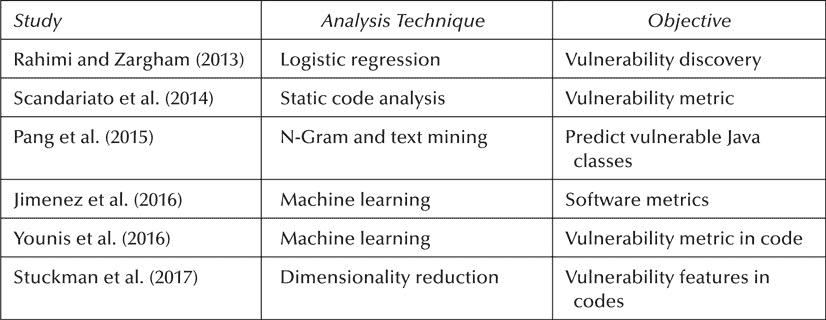 Study Analysis Technique Objective
Rahimi and Zargham (2013) Logistic regression Vulnerability discovery
Scandariato et al. (2014) Static code analysis Vulnerability metric
Pang et al. (2015) N-Gram and text mining Predict vulnerable Java
classes
Jimenez et al. (2016) Machine learning Software metrics
Younis et al. (2016) Machine learning Vulnerability metric in code
Stuckman et al. (2017) Dimensionality reduction Vulnerability features in
codes